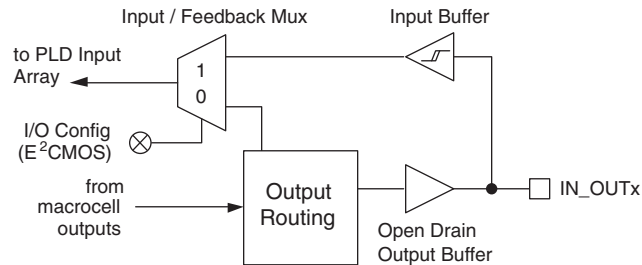 Input / Feedback Mux
Input Buffer
to PLD Input
Array
1
0
I/O Config
(E²CMOS)
from
macrocell
outputs
Output
Routing
IN_OUTx
Open Drain
Output Buffer